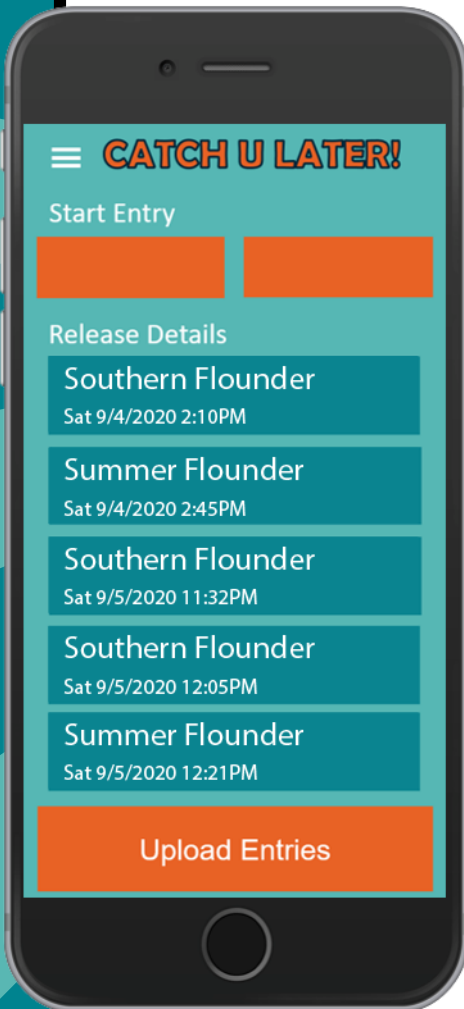 CATCH U LATER!
Start Entry
Release Details
Southern Flounder
Sat 9/4/2020 2:10PM
Summer Flounder
Sat 9/4/2020 2:45PM
Southern Flounder
Sat 9/5/2020 11:32PM
Southern Flounder
Sat 9/5/2020 12:05PM
Summer Flounder
Sat 9/5/2020 12:21PM
Upload Entries